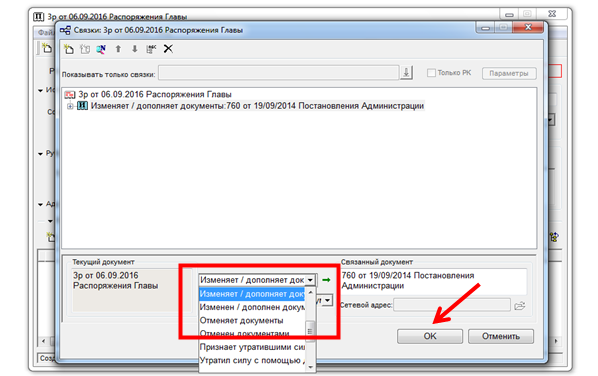 3р от 06.09.2016 Распоряжения Главы
Связки: 3р от 06.09.2016 Распоряжения Главы
Показывать только связки:
Только РК
Параметры
3р от 06.09.2016 Распоряжения Главы
Изменяет / дополняет документы:760 от 19/09/2014 Постановления Администрации
Текущий документ
3р от 06.09.2016
Распоряжения Главы
Изменяет / дополняет док
Изменяет / дополняет док
Изменен / дополнен докум
Отменяет документы
Отменен документами
Признает утратившими си
Утратил силу с помощью д
Связанный документ
760 от 19/09/2014 Постановления
Администрации
Сетевой адрес:
OK
Отменить